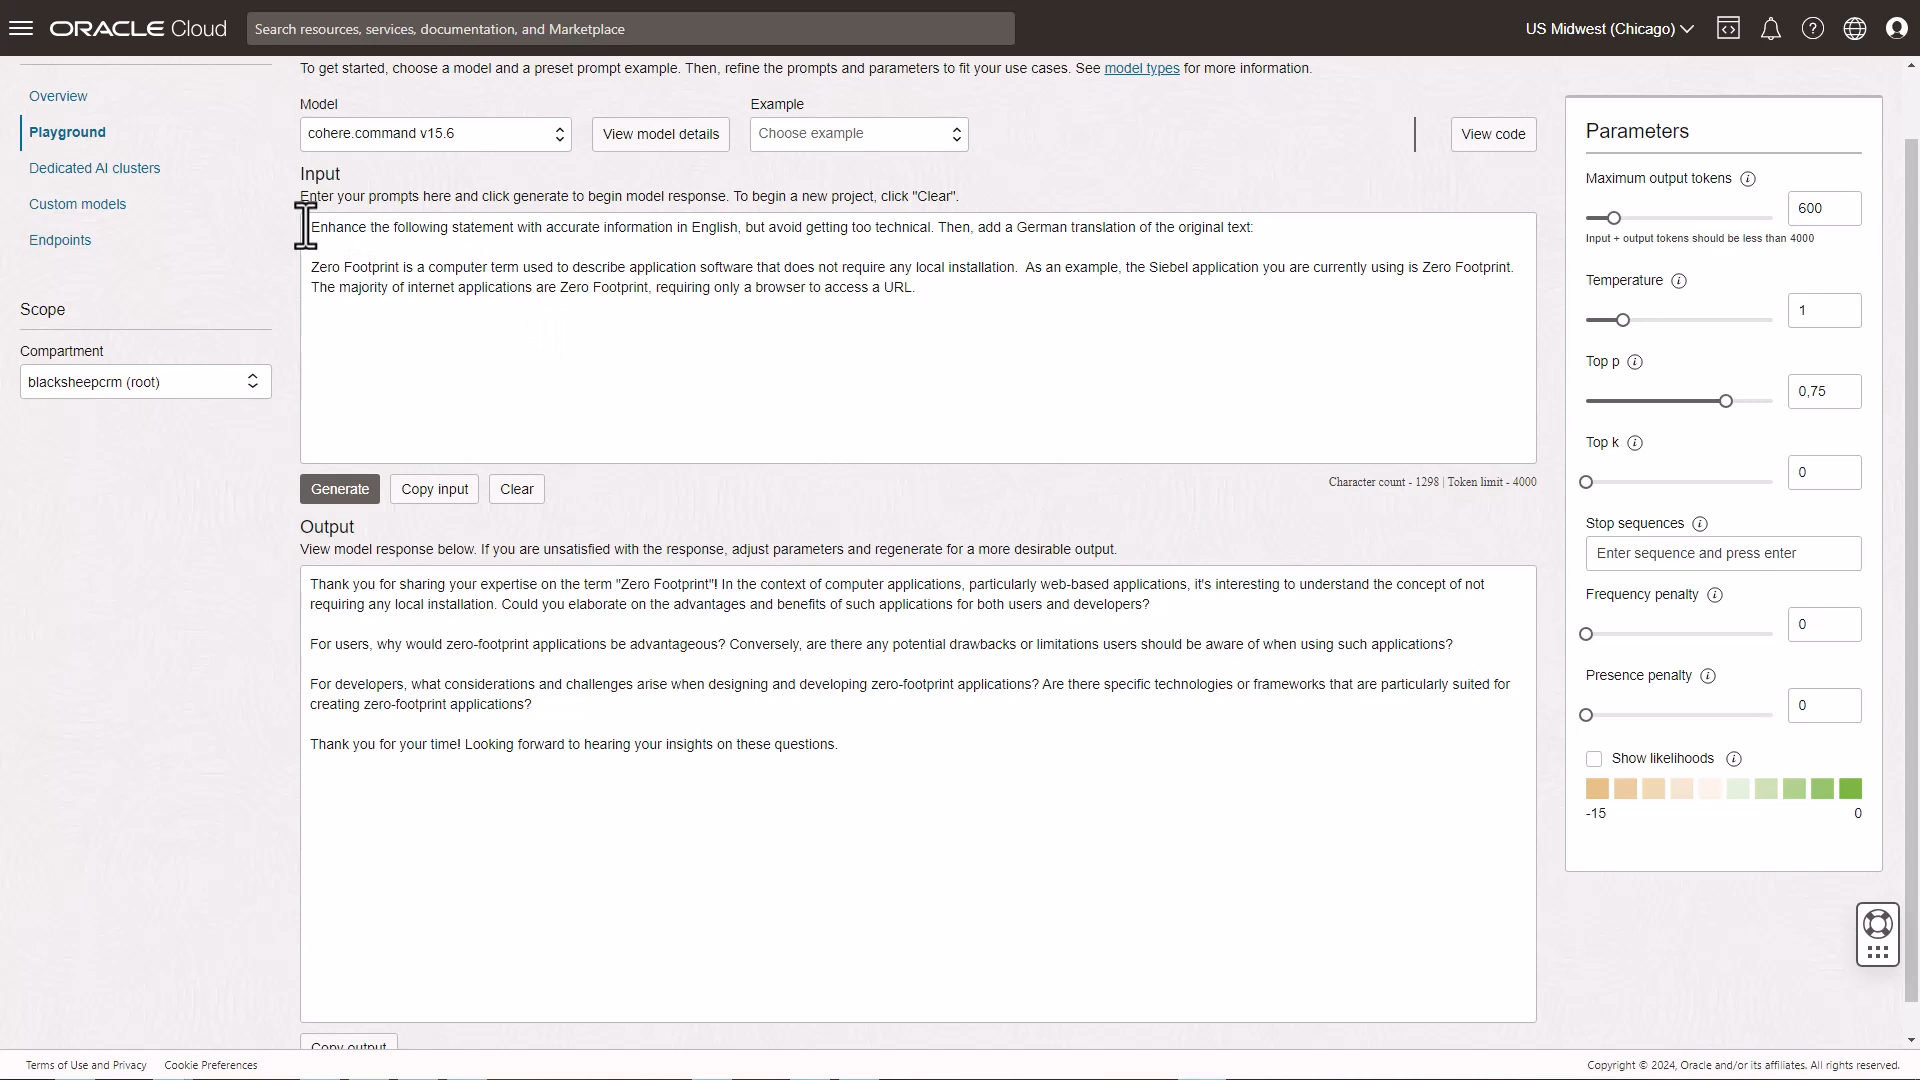 ORACLE Cloud
Search resources, services, documentation, and Marketplace
US Midwest (Chicago)
Overview
Playground
Dedicated AI clusters
Custom models
Endpoints
Scope
Compartment
blacksheepcrm (root)
To get started, choose a model and a preset prompt example. Then, refine the prompts and parameters to fit your use cases. See model types for more information.
Model
Example
cohere.command v15.6
View model details
Choose example
View code
Input
Enter your prompts here and click generate to begin model response. To begin a new project, click "Clear".
Enhance the following statement with accurate information in English, but avoid getting too technical. Then, add a German translation of the original text:
Zero Footprint is a computer term used to describe application software that does not require any local installation.  As an example, the Siebel application you are currently using is Zero Footprint.
The majority of internet applications are Zero Footprint, requiring only a browser to access a URL.
Generate
Copy input
Clear
Character count - 1298 | Token limit - 4000
Output
View model response below. If you are unsatisfied with the response, adjust parameters and regenerate for a more desirable output.
Thank you for sharing your expertise on the term "Zero Footprint"! In the context of computer applications, particularly web-based applications, it's interesting to understand the concept of not
requiring any local installation. Could you elaborate on the advantages and benefits of such applications for both users and developers?
For users, why would zero-footprint applications be advantageous? Conversely, are there any potential drawbacks or limitations users should be aware of when using such applications?
For developers, what considerations and challenges arise when designing and developing zero-footprint applications? Are there specific technologies or frameworks that are particularly suited for
creating zero-footprint applications?
Thank you for your time! Looking forward to hearing your insights on these questions.
Copy output
Parameters
Maximum output tokens
600
Input + output tokens should be less than 4000
Temperature
1
Top p
0,75
Top k
0
Stop sequences
Enter sequence and press enter
Frequency penalty
0
Presence penalty
0
Show likelihoods
-15
0
Terms of Use and Privacy
Cookie Preferences
Copyright © 2024, Oracle and/or its affiliates. All rights reserved.